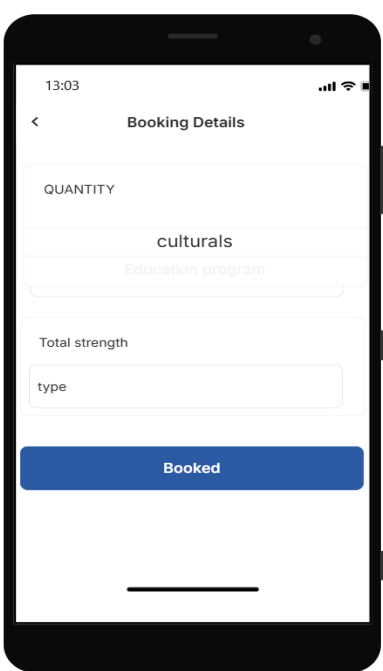 13:03
Booking Details
QUANTITY
culturals
Education program
Total strength
type
Booked